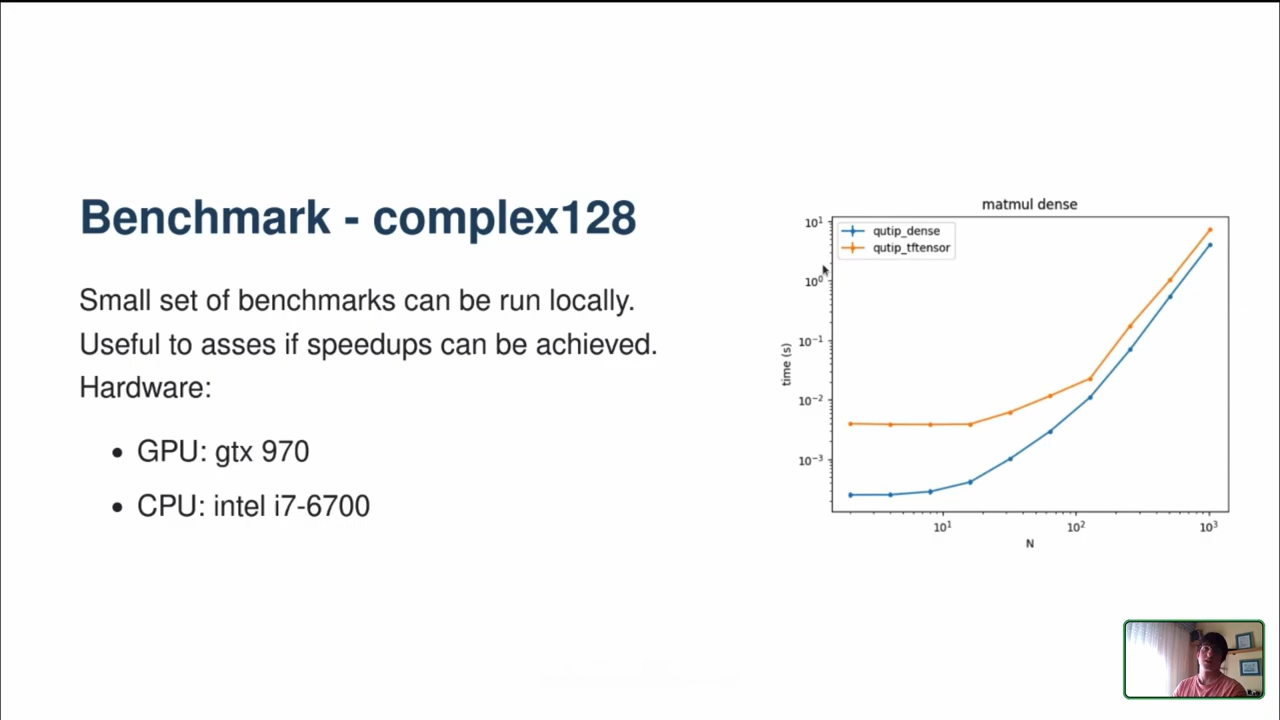 Benchmark - complex128
Small set of benchmarks can be run locally.
Useful to asses if speedups can be achieved.
Hardware:
• GPU: gtx 970
• CPU: intel i7-6700
matmul dense
qutip_dense
qutip_tftensor
10¹
10⁰
10⁻¹
10⁻²
10⁻³
time (s)
10¹ 10² 10³
N